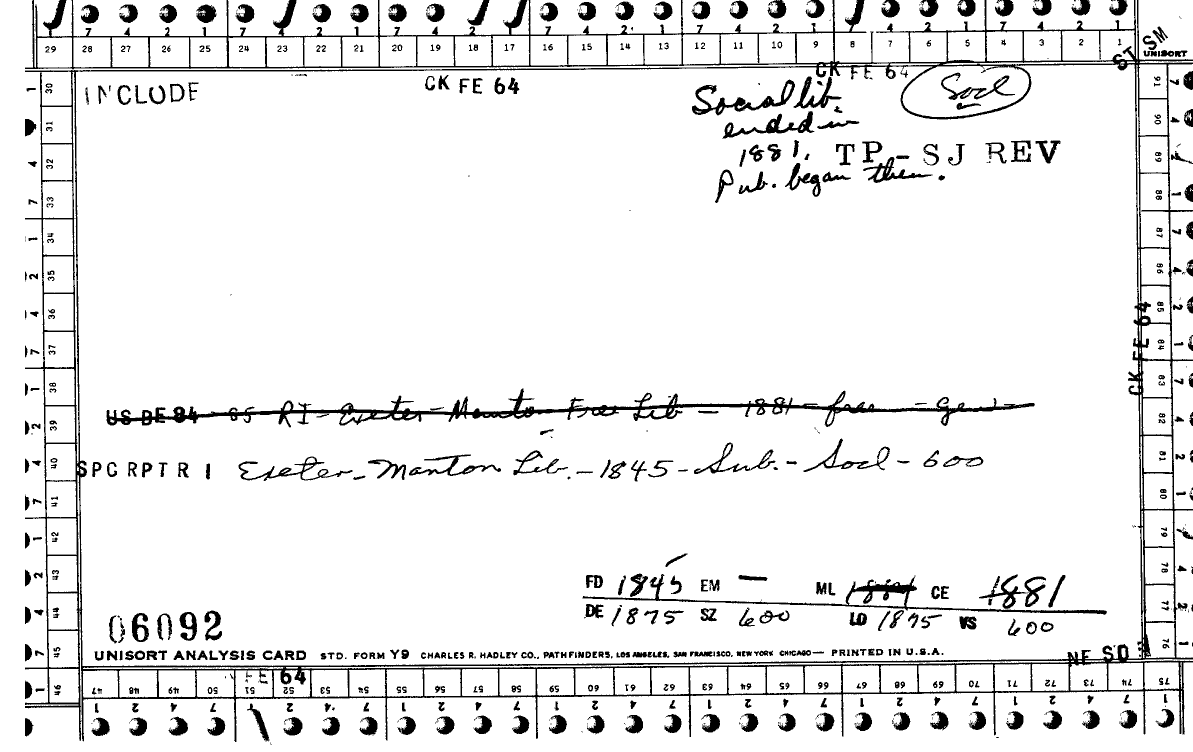 7 4 2 1 7 4 2 1 7 4 2 1 7 4 2 1 7 4 2 1 7 4 2 1 7 4 2 1
29 28 27 26 25 24 23 22 21 20 19 18 17 16 15 14 13 12 11 10 9 8 7 6 5 4 3 2 1
ST SM
UNISORT
INCLUDE
CK FE 64
CK FE 64
Socl
Social lib.
ended in
1881. TP-SJ REV
Pub. began then.
30 31 32 33 34 35 36 37 38 39 40 41 42 43 44 45 46
91 90 89 88 87 86 85 84 83 82 81 80 79 78 77 76
CK FE 64
US DE 84-85 RI-Exeter-Manton Free Lib - 1881 - free - gen -
SPC RPT R I Exeter-Manton Lib.-1845-Sub.-Socl-600
FD 1845 EM — ML 1881 CE 1881
DE 1875 SZ 600 LD 1875 VS 600
06092
UNISORT ANALYSIS CARD STD. FORM Y9 CHARLES R. HADLEY CO., PATHFINDERS, LOS ANGELES, SAN FRANCISCO, NEW YORK CHICAGO— PRINTED IN U.S.A.
NE SD
FE 64
47 48 49 50 51 52 53 54 55 56 57 58 59 60 61 62 63 64 65 66 67 68 69 70 71 72 73 74 75
1 2 4 7 1 2 4 7 1 2 4 7 1 2 4 7 1 2 4 7 1 2 4 7 1 2 4 7 1